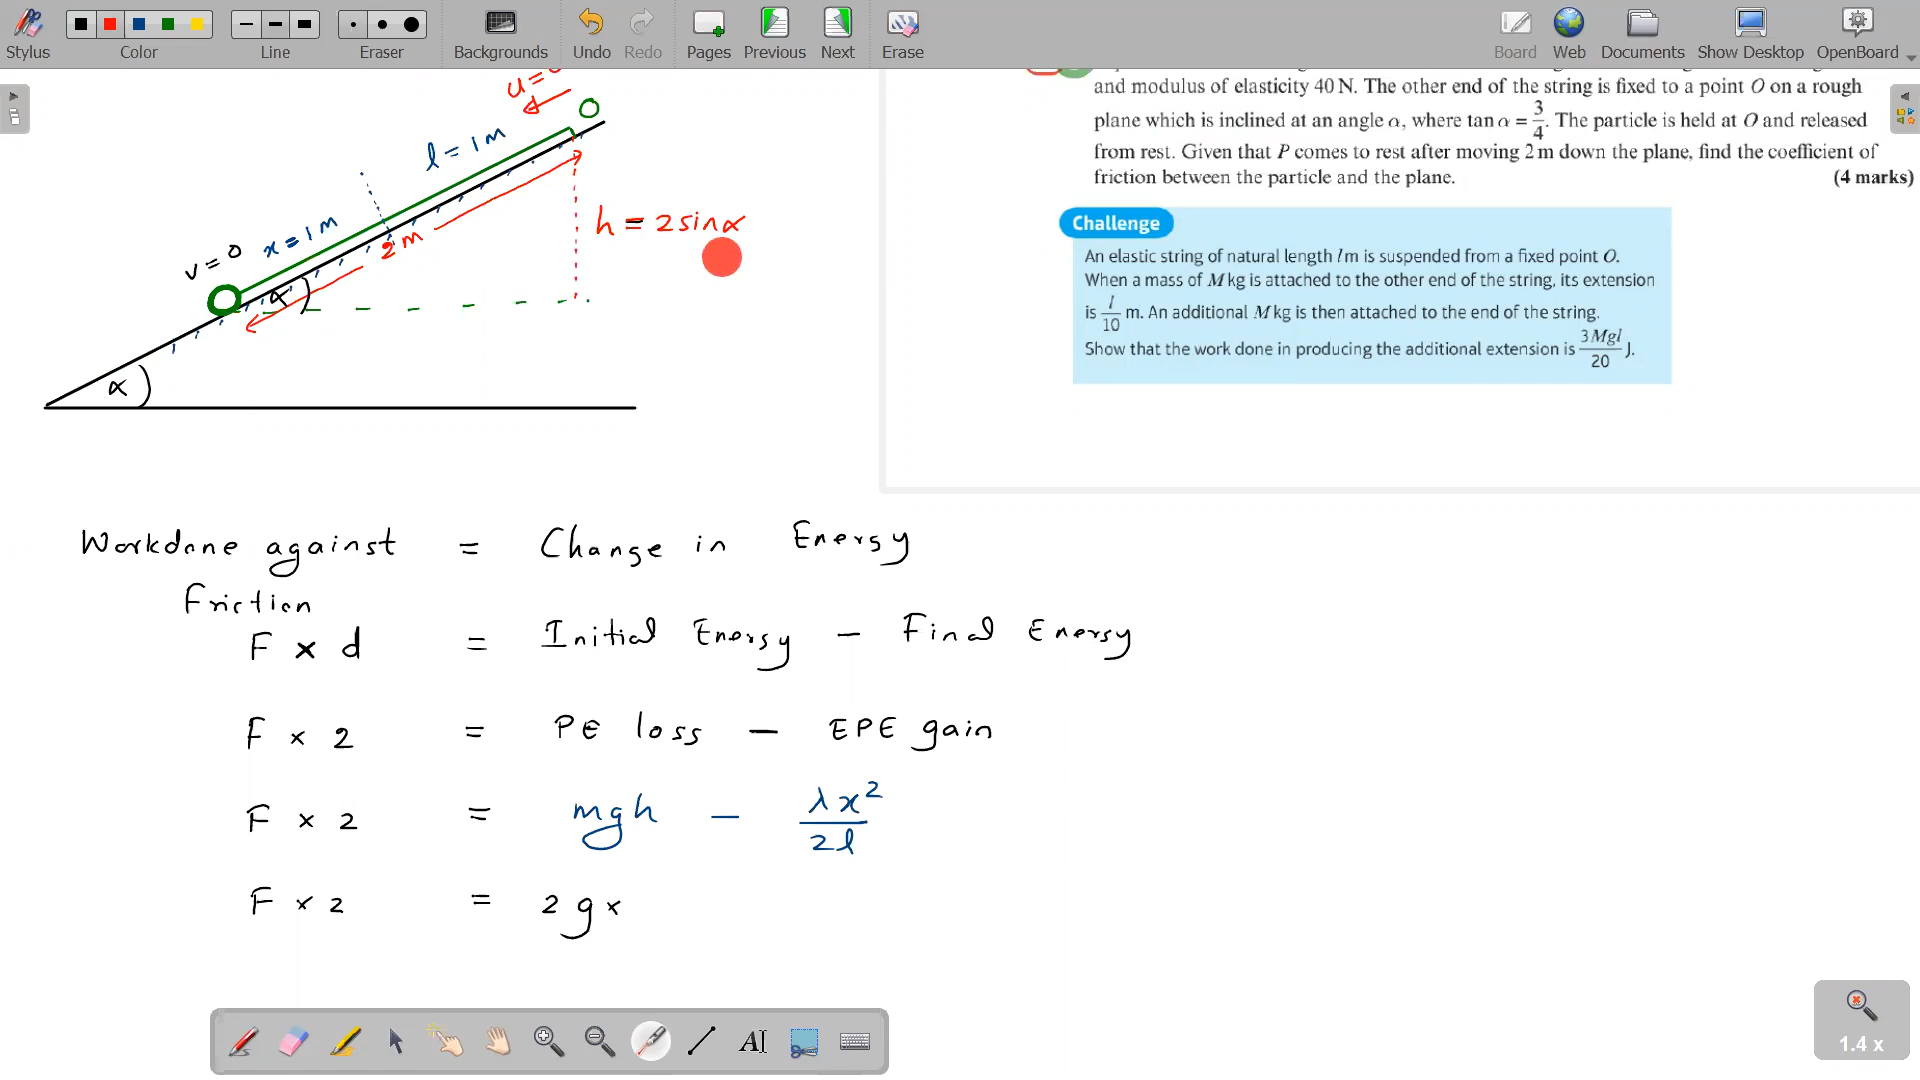 Stylus Color Line Eraser Backgrounds Undo Redo Pages Previous Next Erase Board Web Documents Show Desktop OpenBoard
u=0
O
l = 1m
x = 1m
2m
v = 0
α
α
h = 2sinα
and modulus of elasticity 40 N. The other end of the string is fixed to a point O on a rough
plane which is inclined at an angle α, where tan α = 3/4. The particle is held at O and released
from rest. Given that P comes to rest after moving 2 m down the plane, find the coefficient of
friction between the particle and the plane. (4 marks)
Challenge
An elastic string of natural length l m is suspended from a fixed point O.
When a mass of M kg is attached to the other end of the string, its extension
is l/10 m. An additional M kg is then attached to the end of the string.
Show that the work done in producing the additional extension is 3Mgl/20 J.
Workdone against = Change in Energy
Friction
F × d = Initial Energy − Final Energy
F × 2 = PE loss − EPE gain
F × 2 = mgh − λx²/2l
F × 2 = 2 g ×
AI
1.4 x